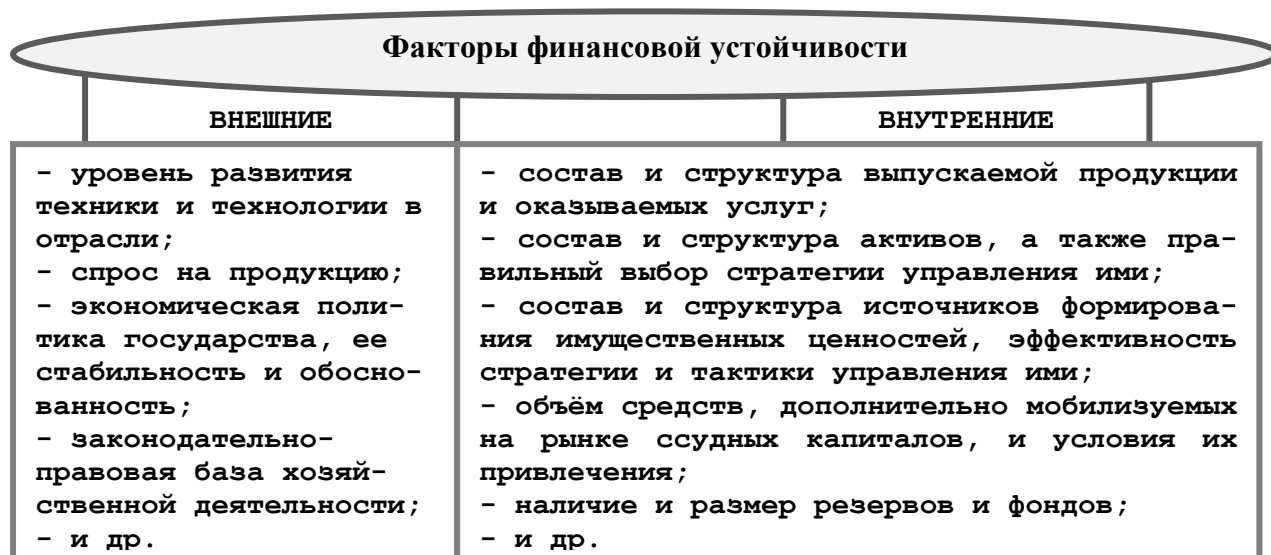 Факторы финансовой устойчивости
ВНЕШНИЕ
- уровень развития
техники и технологии в
отрасли;
- спрос на продукцию;
- экономическая поли-
тика государства, ее
стабильность и обосно-
ванность;
- законодательно-
правовая база хозяй-
ственной деятельности;
- и др.
ВНУТРЕННИЕ
- состав и структура выпускаемой продукции
и оказываемых услуг;
- состав и структура активов, а также пра-
вильный выбор стратегии управления ими;
- состав и структура источников формирова-
ния имущественных ценностей, эффективность
стратегии и тактики управления ими;
- объём средств, дополнительно мобилизуемых
на рынке ссудных капиталов, и условия их
привлечения;
- наличие и размер резервов и фондов;
- и др.